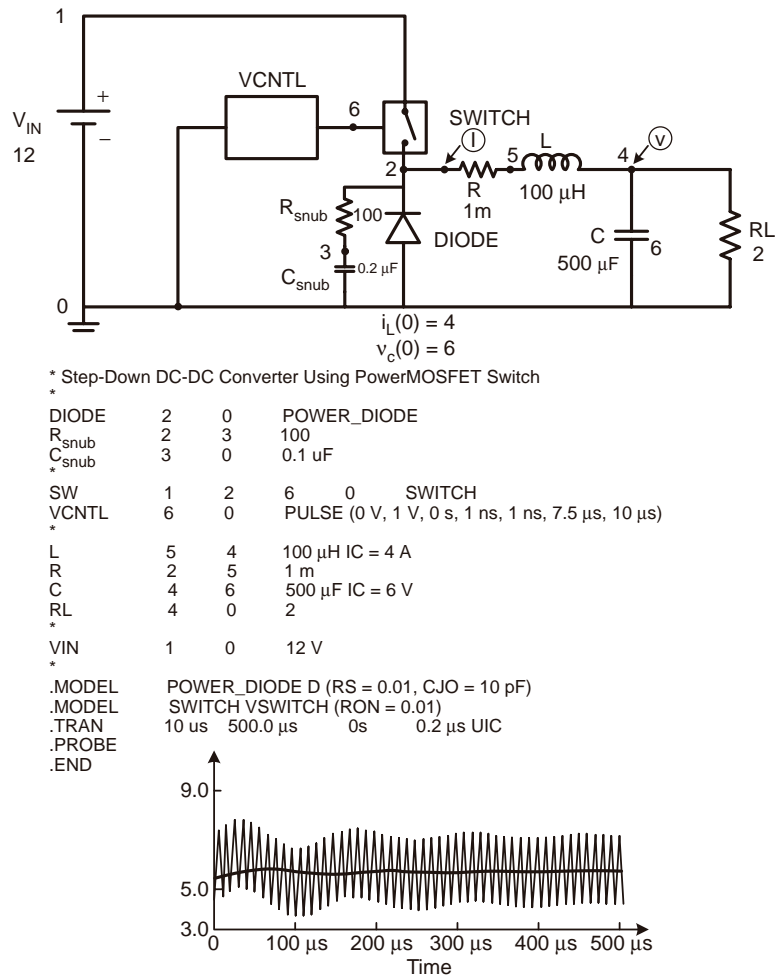 1
VCNTL
6
+
V_IN
−
12
SWITCH
I
V
2
5
L
4
R
1m
100 μH
R_snub
100
DIODE
3
0.2 μF
C_snub
C
6
500 μF
RL
2
0
i_L(0) = 4
ν_c(0) = 6
* Step-Down DC-DC Converter Using PowerMOSFET Switch
*
DIODE 2 0 POWER_DIODE
R_snub 2 3 100
C_snub 3 0 0.1 uF
*
SW 1 2 6 0 SWITCH
VCNTL 6 0 PULSE (0 V, 1 V, 0 s, 1 ns, 1 ns, 7.5 μs, 10 μs)
*
L 5 4 100 μH IC = 4 A
R 2 5 1 m
C 4 6 500 μF IC = 6 V
RL 4 0 2
*
VIN 1 0 12 V
*
.MODEL POWER_DIODE D (RS = 0.01, CJO = 10 pF)
.MODEL SWITCH VSWITCH (RON = 0.01)
.TRAN 10 us 500.0 μs 0s 0.2 μs UIC
.PROBE
.END
9.0
5.0
3.0
0 100 μs 200 μs 300 μs 400 μs 500 μs
Time